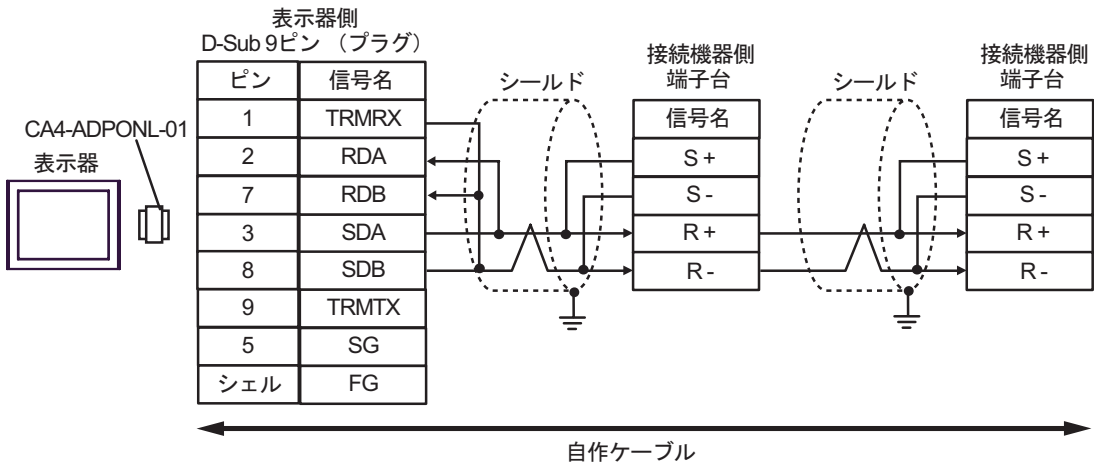 表示器側
D-Sub 9ピン （プラグ）
ピン 信号名
1 TRMRX
2 RDA
7 RDB
3 SDA
8 SDB
9 TRMTX
5 SG
シェル FG
CA4-ADPONL-01
表示器
シールド
接続機器側
端子台
信号名
S +
S -
R +
R -
シールド
接続機器側
端子台
信号名
S +
S -
R +
R -
自作ケーブル